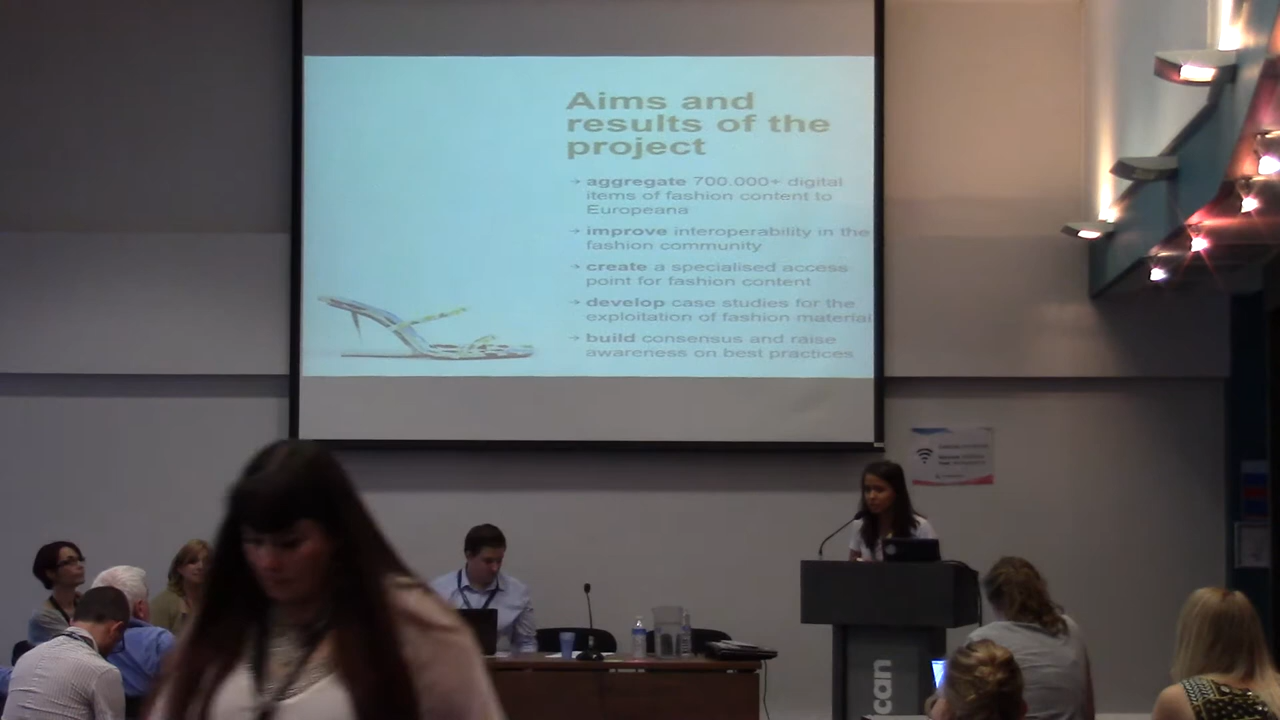 Aims and
results of the
project
→ aggregate 700.000+ digital
items of fashion content to
Europeana
→ improve interoperability in the
fashion community
→ create a specialised access
point for fashion content
→ develop case studies for the
exploitation of fashion material
→ build consensus and raise
awareness on best practices
can